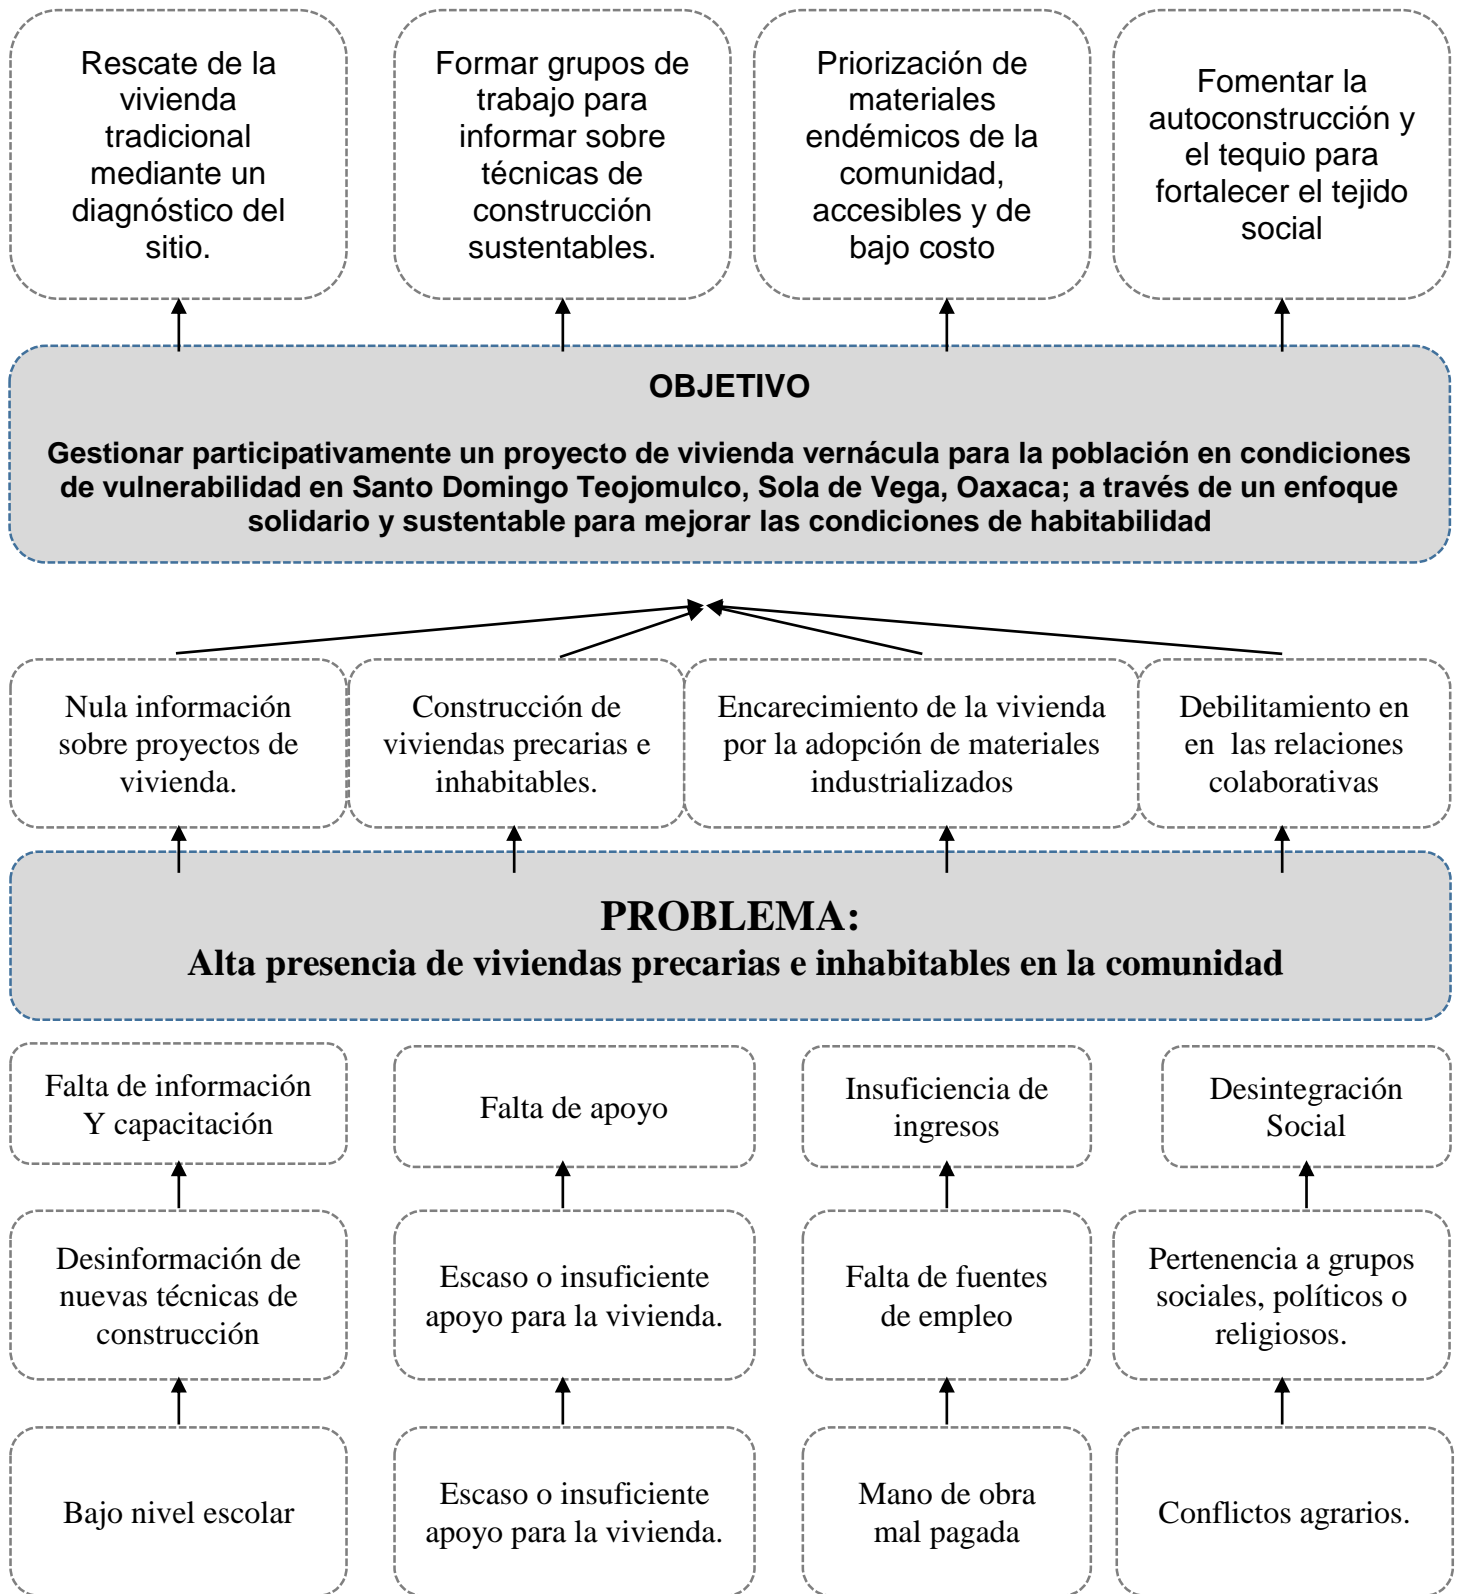 Rescate de la
vivienda
tradicional
mediante un
diagnóstico del
sitio.
Formar grupos de
trabajo para
informar sobre
técnicas de
construcción
sustentables.
Priorización de
materiales
endémicos de la
comunidad,
accesibles y de
bajo costo
Fomentar la
autoconstrucción y
el tequio para
fortalecer el tejido
social
OBJETIVO
Gestionar participativamente un proyecto de vivienda vernácula para la población en condiciones
de vulnerabilidad en Santo Domingo Teojomulco, Sola de Vega, Oaxaca; a través de un enfoque
solidario y sustentable para mejorar las condiciones de habitabilidad
Nula información
sobre proyectos de
vivienda.
Construcción de
viviendas precarias e
inhabitables.
Encarecimiento de la vivienda
por la adopción de materiales
industrializados
Debilitamiento en
en las relaciones
colaborativas
PROBLEMA:
Alta presencia de viviendas precarias e inhabitables en la comunidad
Falta de información
Y capacitación
Falta de apoyo
Insuficiencia de
ingresos
Desintegración
Social
Desinformación de
nuevas técnicas de
construcción
Escaso o insuficiente
apoyo para la vivienda.
Falta de fuentes
de empleo
Pertenencia a grupos
sociales, políticos o
religiosos.
Bajo nivel escolar
Escaso o insuficiente
apoyo para la vivienda.
Mano de obra
mal pagada
Conflictos agrarios.